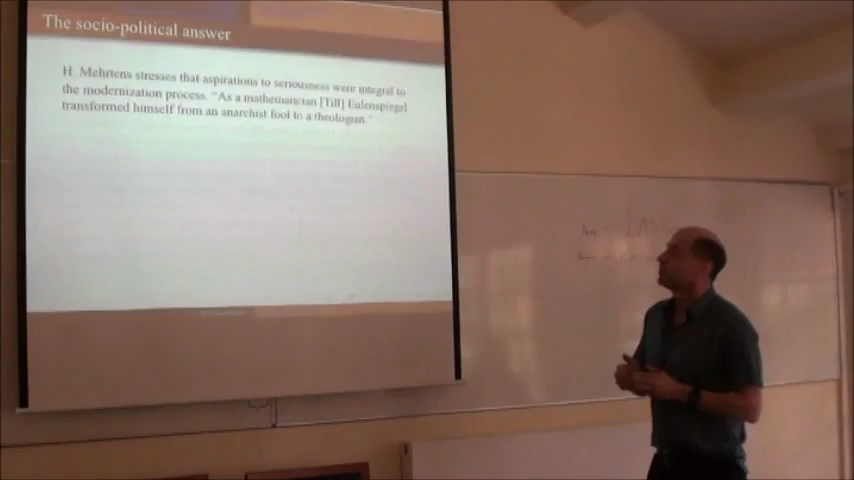 The socio-political answer
H. Mehrtens stresses that aspirations to seriousness were integral to
the modernization process. "As a mathematician [Till] Eulenspiegel
transformed himself from an anarchist fool to a theologian."